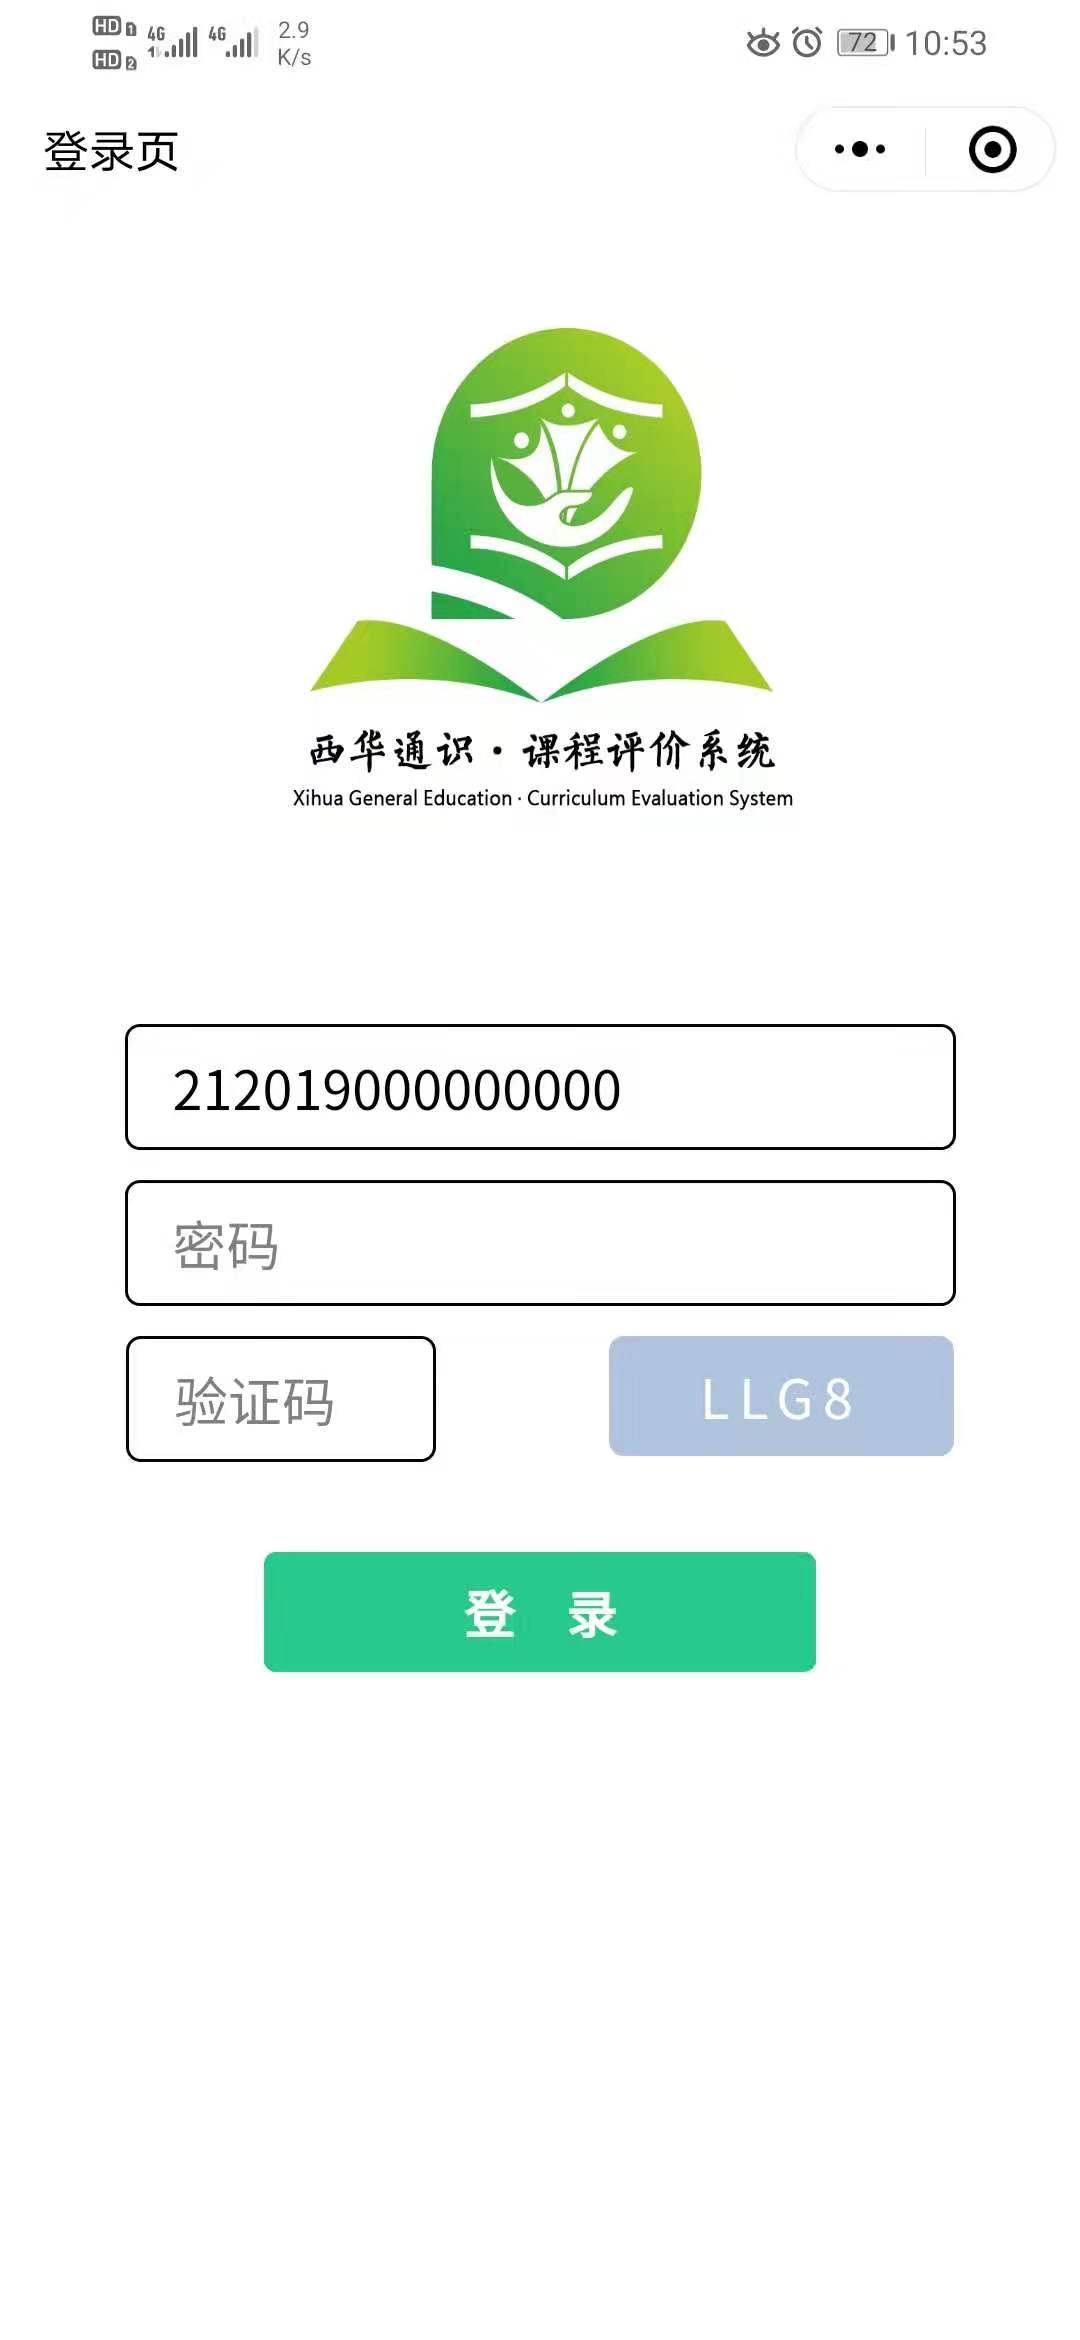 HD 1 4G 4G 2.9
HD 2 K/s 72 10:53
登录页
西华通识·课程评价系统
Xihua General Education · Curriculum Evaluation System
212019000000000
密码
验证码 LLG8
登 录